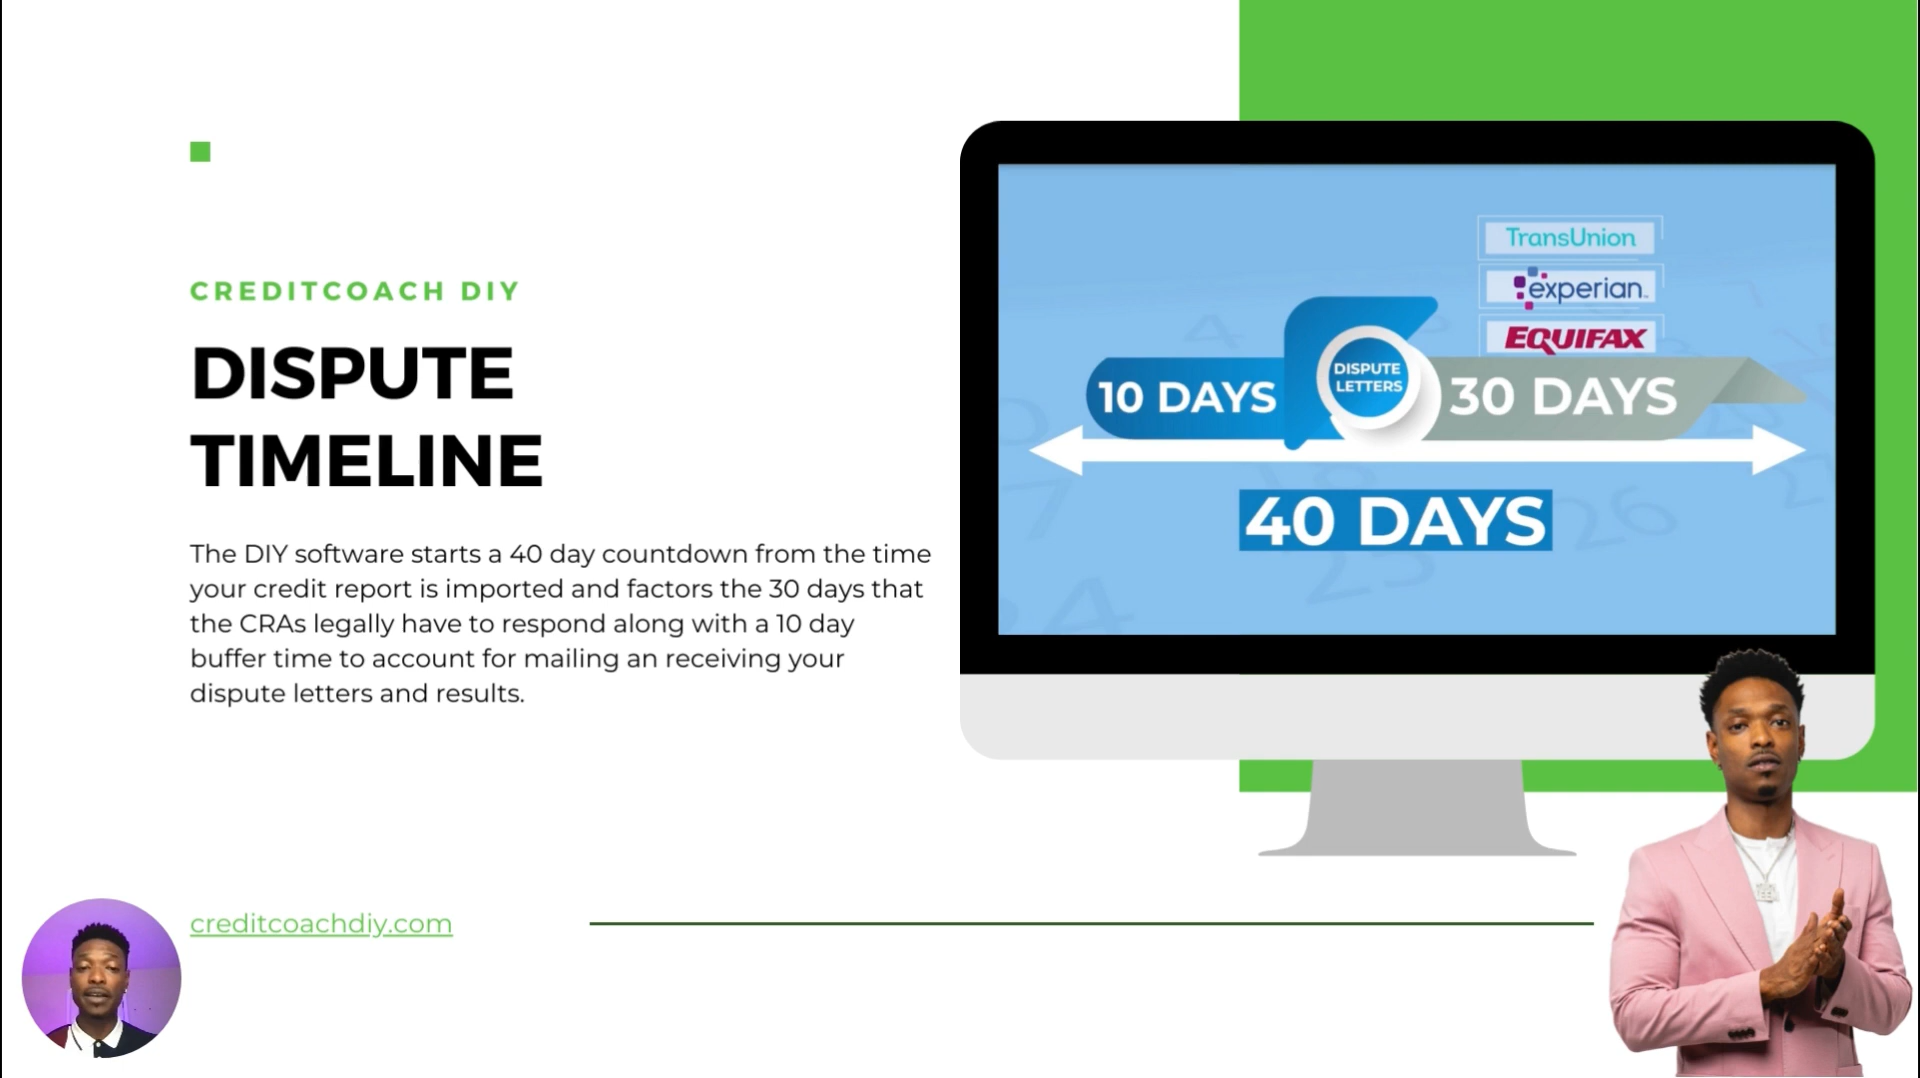 CREDITCOACH DIY
DISPUTE
TIMELINE
The DIY software starts a 40 day countdown from the time
your credit report is imported and factors the 30 days that
the CRAs legally have to respond along with a 10 day
buffer time to account for mailing an receiving your
dispute letters and results.
creditcoachdiy.com
TransUnion
experian
EQUIFAX
10 DAYS
DISPUTE
LETTERS
30 DAYS
40 DAYS